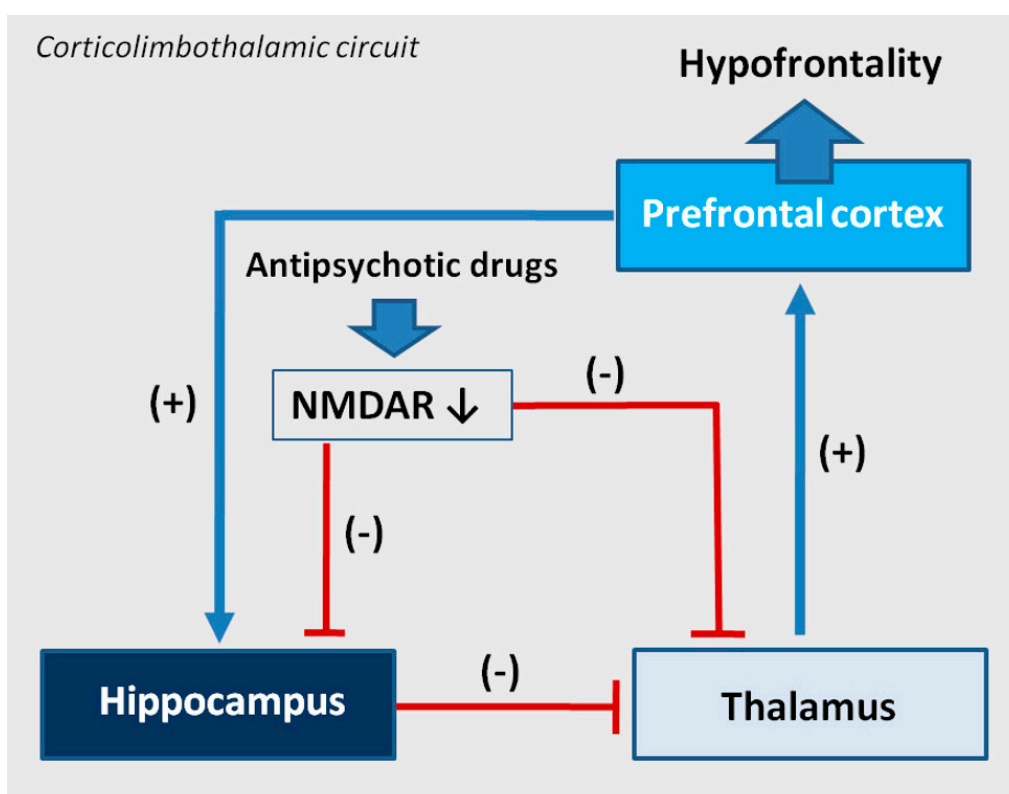 Corticolimbothalamic circuit
Hypofrontality
Prefrontal cortex
Antipsychotic drugs
(-)
NMDAR ↓
(+)
(+)
(-)
(-)
Hippocampus
Thalamus